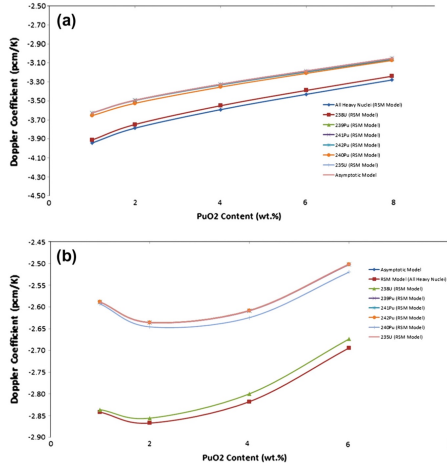 (a)
Doppler Coefficient (pcm/K)
-2.50
-2.70
-2.90
-3.10
-3.30
-3.50
-3.70
-3.90
-4.10
-4.30
-4.50
0
2
4
6
8
PuO2 Content (wt.%)
All Heavy Nuclei (RSM Model)
238U (RSM Model)
239Pu (RSM Model)
241Pu (RSM Model)
242Pu (RSM Model)
240Pu (RSM Model)
235U (RSM Model)
Asymptotic Model
(b)
Doppler Coefficient (pcm/K)
-2.45
-2.50
-2.55
-2.60
-2.65
-2.70
-2.75
-2.80
-2.85
-2.90
0
2
4
6
PuO2 Content (wt.%)
Asymptotic Model
RSM Model (All Heavy Nuclei)
238U (RSM Model)
239Pu (RSM Model)
241Pu (RSM Model)
242Pu (RSM Model)
240Pu (RSM Model)
235U (RSM Model)